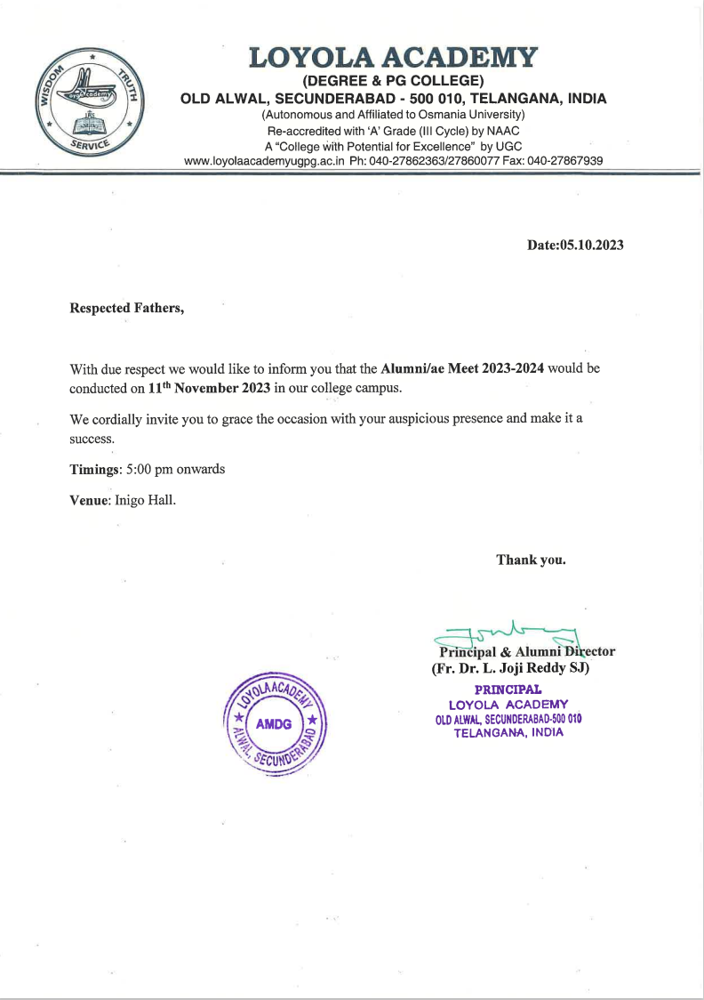 WISDOM
TRUTH
Loyola Academy
SERVICE
LOYOLA ACADEMY
(DEGREE & PG COLLEGE)
OLD ALWAL, SECUNDERABAD - 500 010, TELANGANA, INDIA
(Autonomous and Affiliated to Osmania University)
Re-accredited with ‘A’ Grade (III Cycle) by NAAC
A “College with Potential for Excellence” by UGC
www.loyolaacademyugpg.ac.in Ph: 040-27862363/27860077 Fax: 040-27867939
Date:05.10.2023
Respected Fathers,
With due respect we would like to inform you that the Alumni/ae Meet 2023-2024 would be
conducted on 11th November 2023 in our college campus.
We cordially invite you to grace the occasion with your auspicious presence and make it a
success.
Timings: 5:00 pm onwards
Venue: Inigo Hall.
Thank you.
Principal & Alumni Director
(Fr. Dr. L. Joji Reddy SJ)
PRINCIPAL
LOYOLA ACADEMY
OLD ALWAL, SECUNDERABAD-500 010
TELANGANA, INDIA
LOYOLA ACADEMY
AMDG
ALWAL, SECUNDERABAD